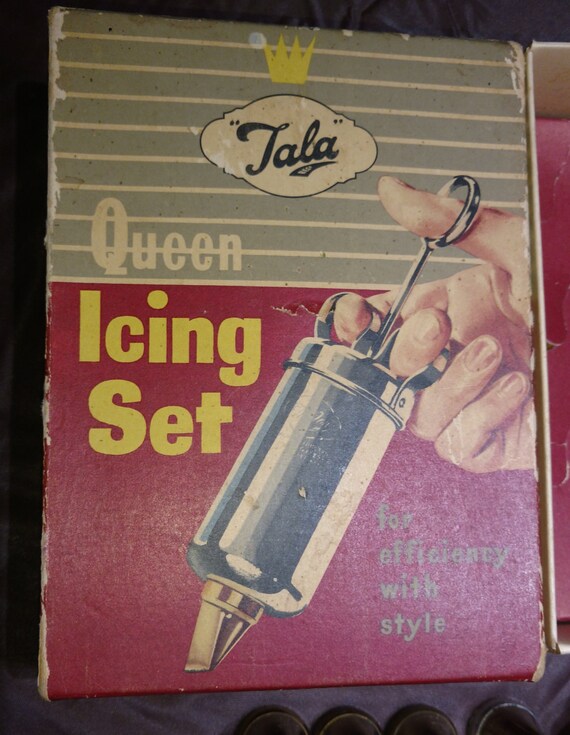 "Tala"
Queen
Icing
Set
for
efficiency
with
style